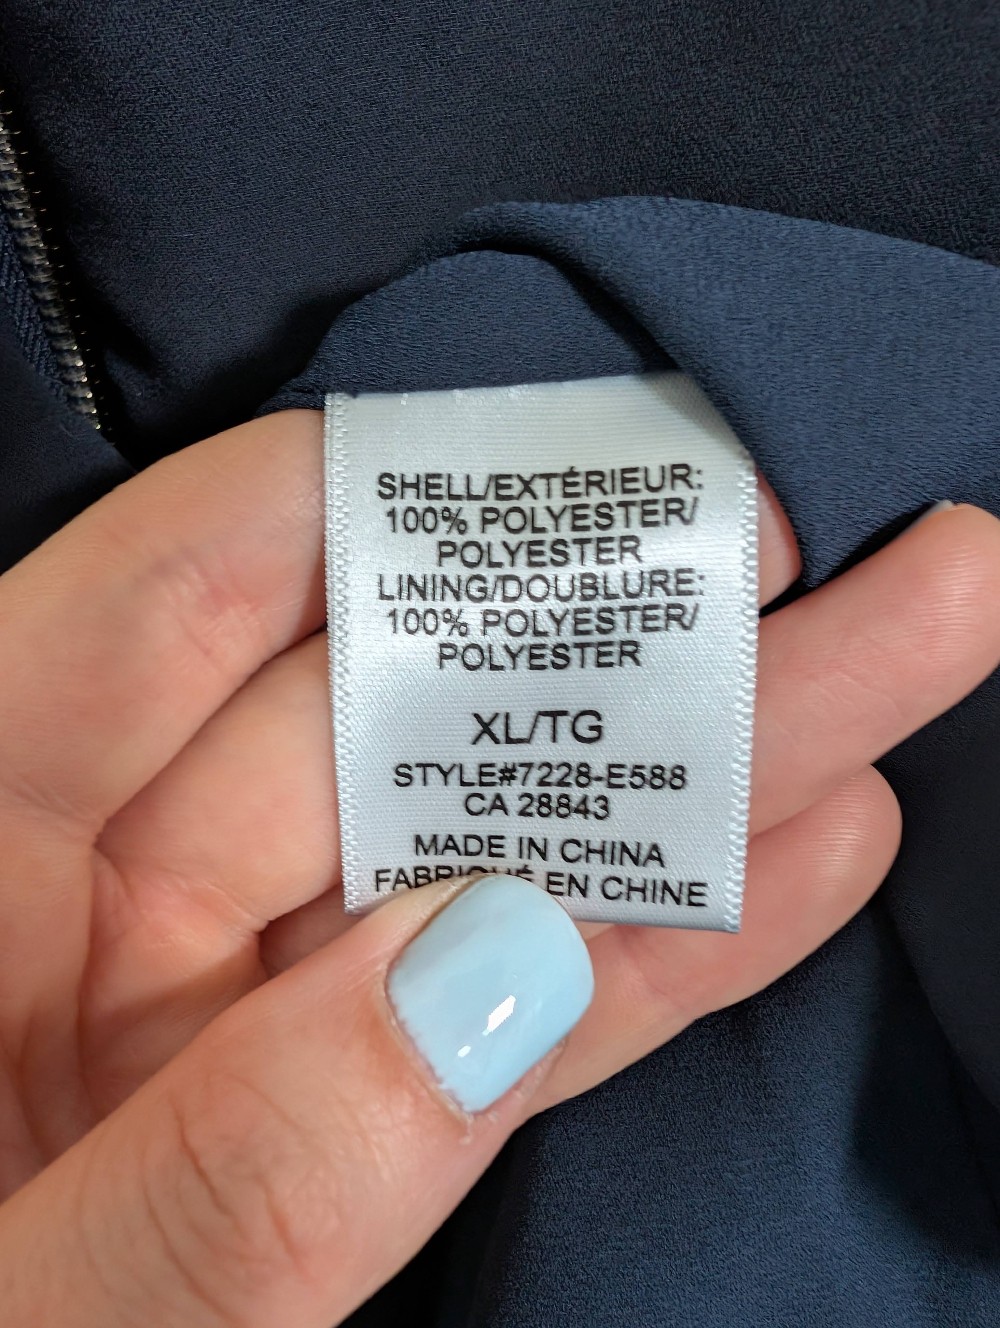 SHELL/EXTÉRIEUR:
100% POLYESTER/
POLYESTER
LINING/DOUBLURE:
100% POLYESTER/
POLYESTER
XL/TG
STYLE#7228-E588
CA 28843
MADE IN CHINA
FABRIQUÉ EN CHINE